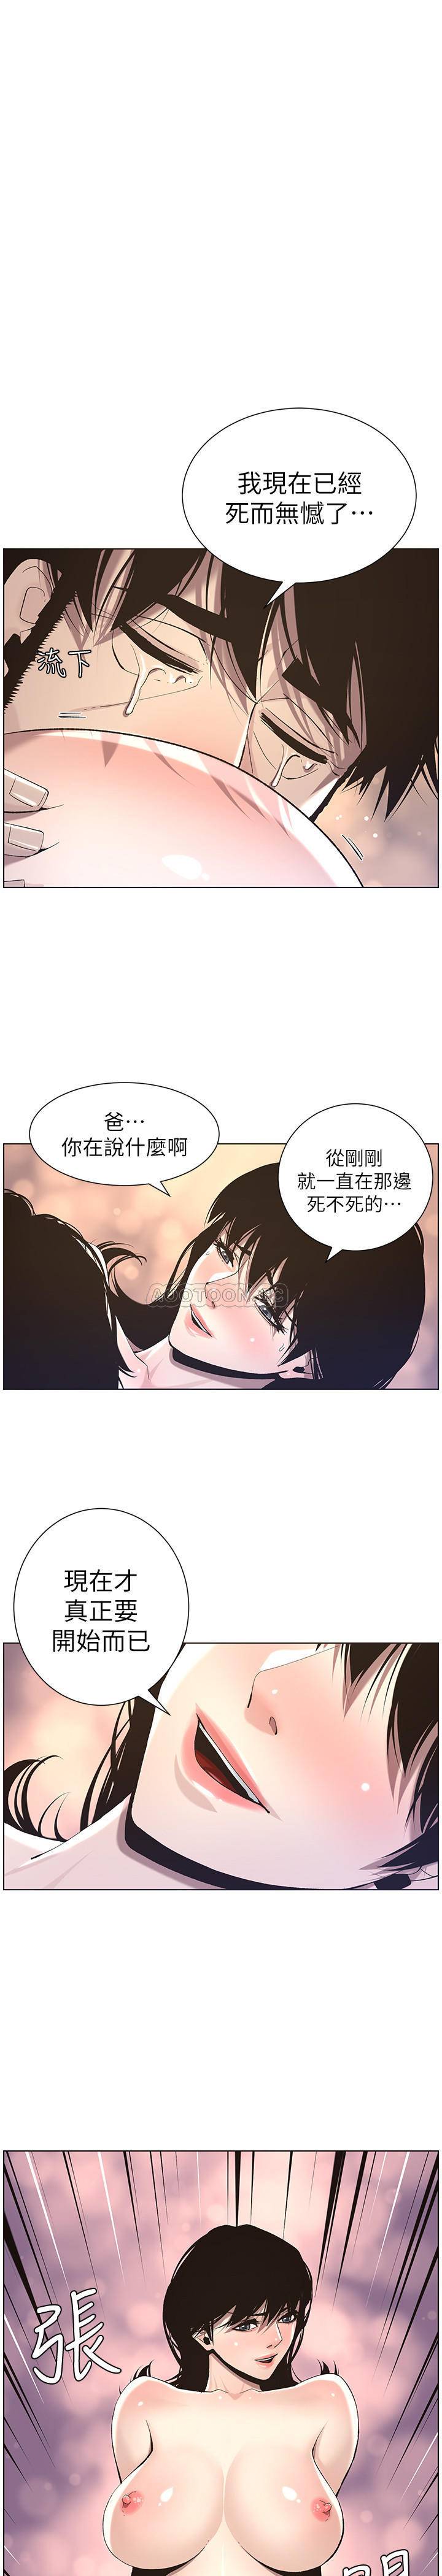 我現在已經
死而無憾了…
流下
爸…
你在說什麼啊
從剛剛
就一直在那邊
死不死的…
現在才
真正要
開始而已
張
開